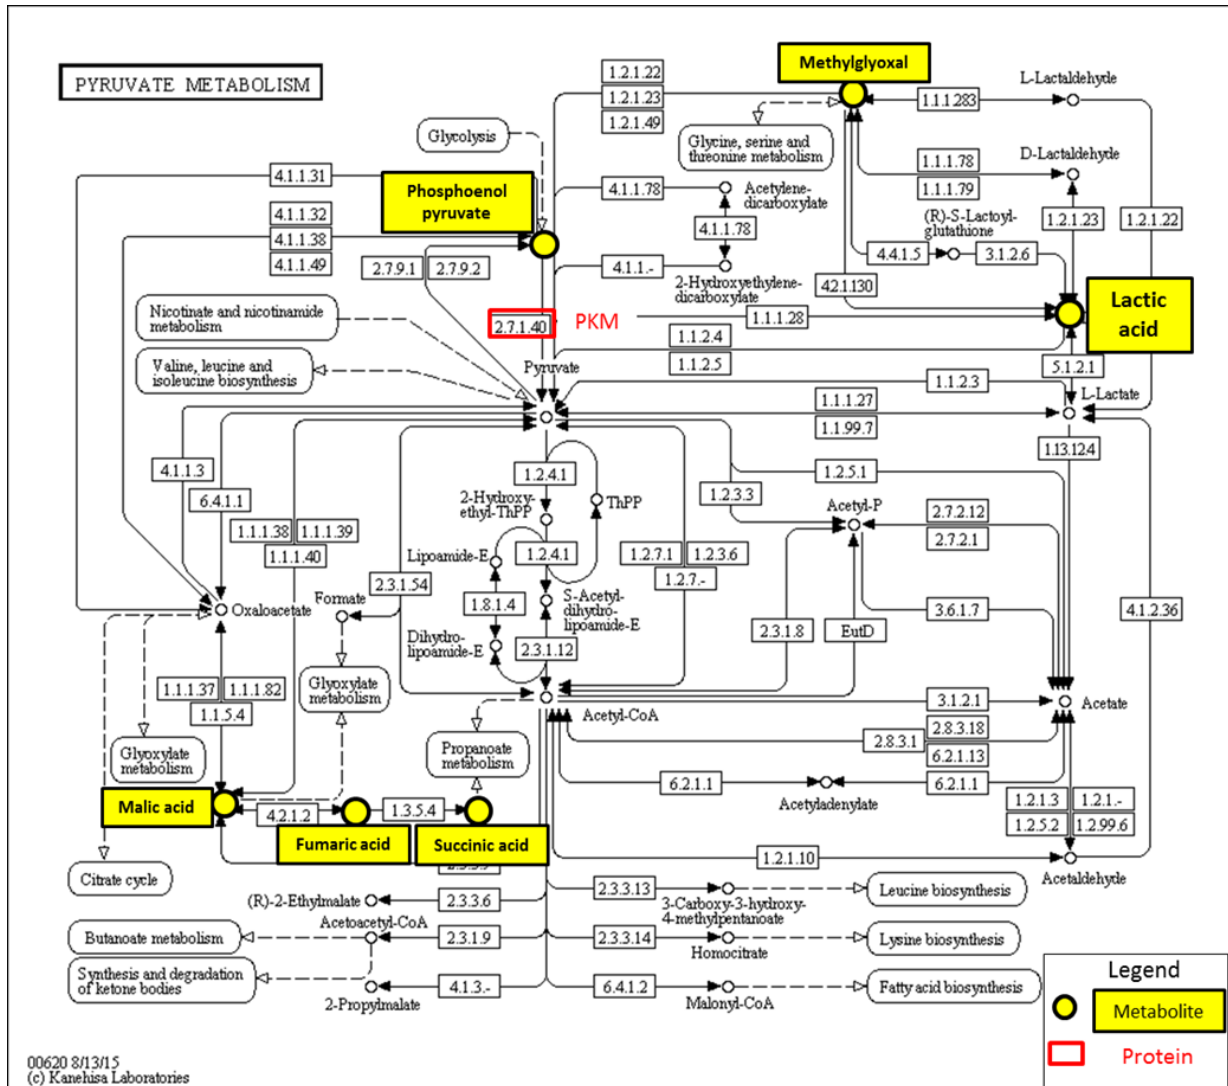 PYRUVATE METABOLISM
Methylglyoxal
1.2.1.22
1.2.1.23
1.2.1.49
1.1.1.283
L-Lactaldehyde
Glycolysis
Glycine, serine and
threonine metabolism
1.1.1.78
1.1.1.79
D-Lactaldehyde
4.1.1.31
Phosphoenol
pyruvate
4.1.1.78
Acetylene-
dicarboxylate
4.1.1.32
4.1.1.38
4.1.1.49
(R)-S-Lactoyl-
glutathione
1.2.1.23
1.2.1.22
4.1.1.78
4.4.1.5
3.1.2.6
2.7.9.1
2.7.9.2
4.1.1.-
2-Hydroxyethylene-
dicarboxylate
4.2.1.130
Nicotinate and nicotinamide
metabolism
2.7.1.40
PKM
1.1.1.28
Lactic
acid
1.1.2.4
1.1.2.5
Valine, leucine and
isoleucine biosynthesis
Pyruvate
5.1.2.1
1.1.2.3
L-Lactate
1.1.1.27
1.1.99.7
1.13.12.4
4.1.1.3
1.2.4.1
1.2.5.1
6.4.1.1
2-Hydroxy-
ethyl-ThPP
ThPP
1.2.3.3
Acetyl-P
2.7.2.12
2.7.2.1
1.1.1.38
1.1.1.39
1.1.1.40
Lipoamide-E
1.2.4.1
1.2.7.1
1.2.3.6
1.2.7.-
2.3.1.54
Oxaloacetate
Formate
1.8.1.4
S-Acetyl-
dihydro-
lipoamide-E
3.6.1.7
4.1.2.36
2.3.1.8
EutD
Dihydro-
lipoamide-E
2.3.1.12
1.1.1.37
1.1.1.82
1.1.5.4
Glyoxylate
metabolism
Acetyl-CoA
3.1.2.1
Acetate
Glyoxylate
metabolism
Propanoate
metabolism
2.8.3.1
2.8.3.18
6.2.1.13
6.2.1.1
6.2.1.1
Acetyladenylate
Malic acid
4.2.1.2
1.3.5.4
Fumaric acid
Succinic acid
1.2.1.3
1.2.1.-
1.2.5.2
1.2.99.6
1.2.1.10
Acetaldehyde
Citrate cycle
(R)-2-Ethylmalate
2.3.3.6
2.3.3.13
3-Carboxy-3-hydroxy-
4-methylpentanoate
Leucine biosynthesis
Acetoacetyl-CoA
Butanoate metabolism
2.3.1.9
2.3.3.14
Homocitrate
Lysine biosynthesis
Synthesis and degradation
of ketone bodies
4.1.3.-
2-Propylmalate
6.4.1.2
Malonyl-CoA
Fatty acid biosynthesis
Legend
Metabolite
Protein
00620 8/13/15
(c) Kanehisa Laboratories